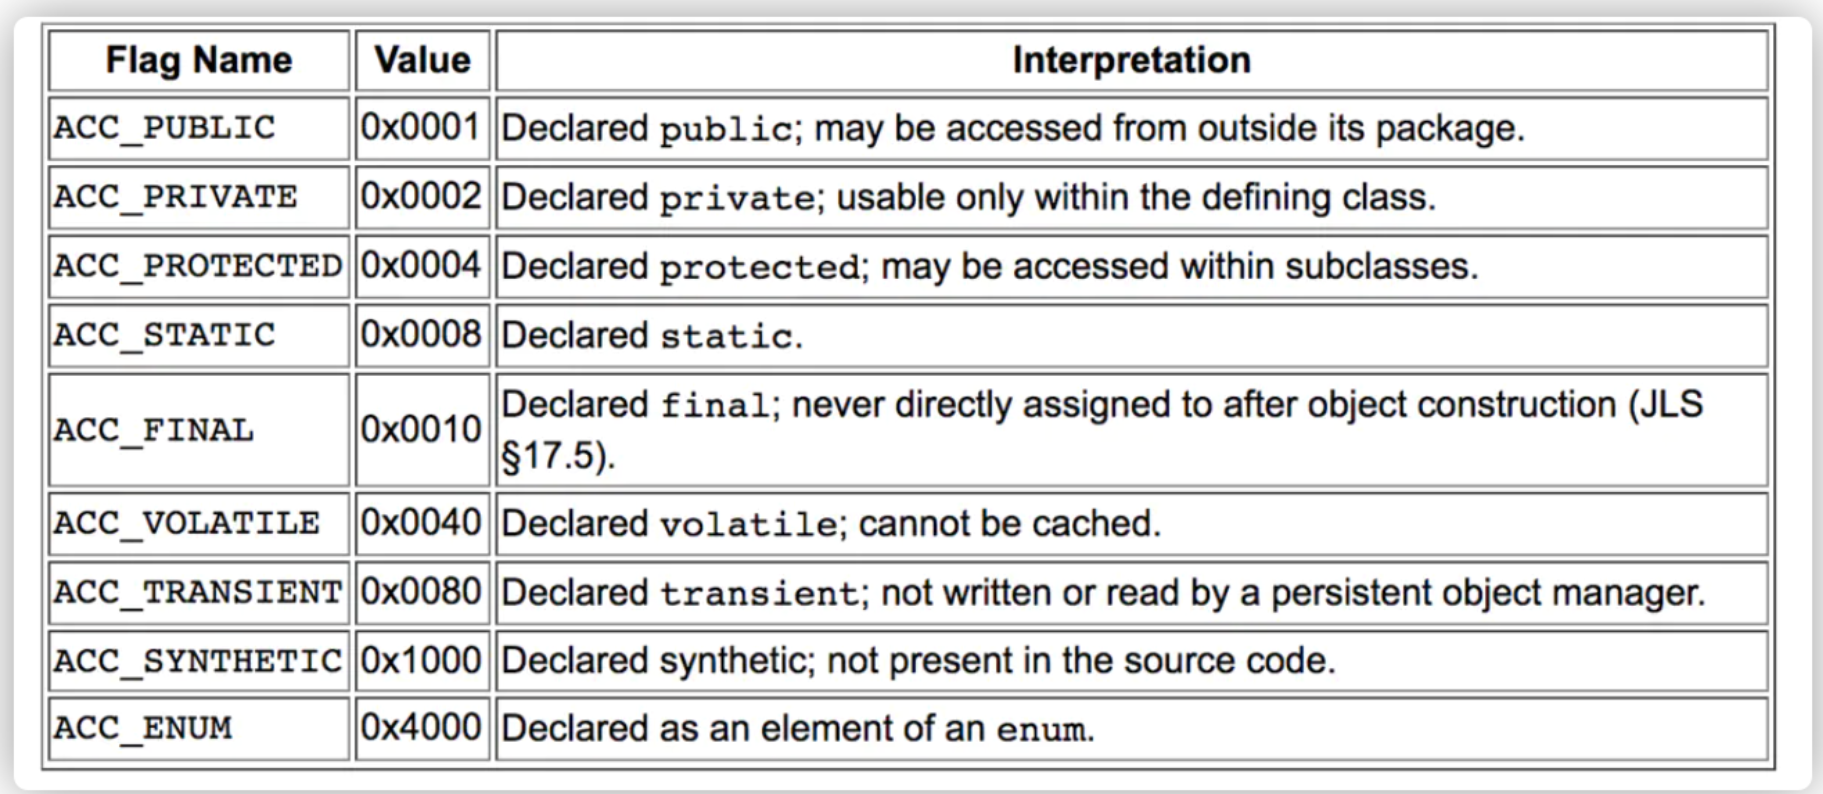 Flag Name Value Interpretation
ACC_PUBLIC 0x0001 Declared public; may be accessed from outside its package.
ACC_PRIVATE 0x0002 Declared private; usable only within the defining class.
ACC_PROTECTED 0x0004 Declared protected; may be accessed within subclasses.
ACC_STATIC 0x0008 Declared static.
ACC_FINAL 0x0010 Declared final; never directly assigned to after object construction (JLS
§17.5).
ACC_VOLATILE 0x0040 Declared volatile; cannot be cached.
ACC_TRANSIENT 0x0080 Declared transient; not written or read by a persistent object manager.
ACC_SYNTHETIC 0x1000 Declared synthetic; not present in the source code.
ACC_ENUM 0x4000 Declared as an element of an enum.